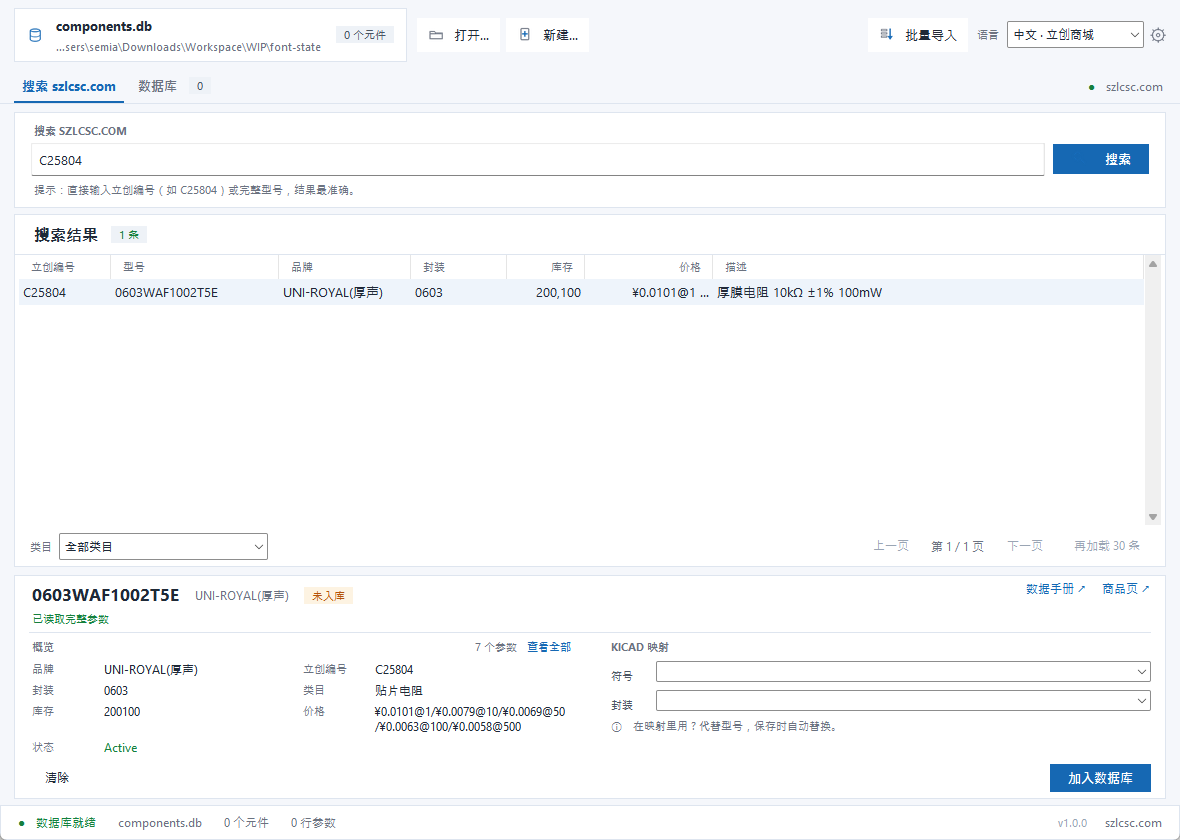 components.db
...sers\semia\Downloads\Workspace\WIP\font-state
0 个元件
打开...
新建...
批量导入
语言
中文 · 立创商城
搜索 szlcsc.com
数据库
0
szlcsc.com
搜索 SZLCSC.COM
C25804
搜索
提示：直接输入立创编号（如 C25804）或完整型号，结果最准确。
搜索结果
1 条
立创编号 型号 品牌 封装 库存 价格 描述
C25804 0603WAF1002T5E UNI-ROYAL(厚声) 0603 200,100 ¥0.0101@1 ... 厚膜电阻 10kΩ ±1% 100mW
类目
全部类目
上一页
第 1 / 1 页
下一页
再加载 30 条
0603WAF1002T5E
UNI-ROYAL(厚声)
未入库
数据手册 ↗
商品页 ↗
已读取完整参数
概览
7 个参数
查看全部
品牌 UNI-ROYAL(厚声) 立创编号 C25804
封装 0603 类目 贴片电阻
库存 200100 价格 ¥0.0101@1/¥0.0079@10/¥0.0069@50
/¥0.0063@100/¥0.0058@500
状态 Active
清除
KICAD 映射
符号
封装
ⓘ 在映射里用 ? 代替型号，保存时自动替换。
加入数据库
数据库就绪
components.db
0 个元件
0 行参数
v1.0.0
szlcsc.com